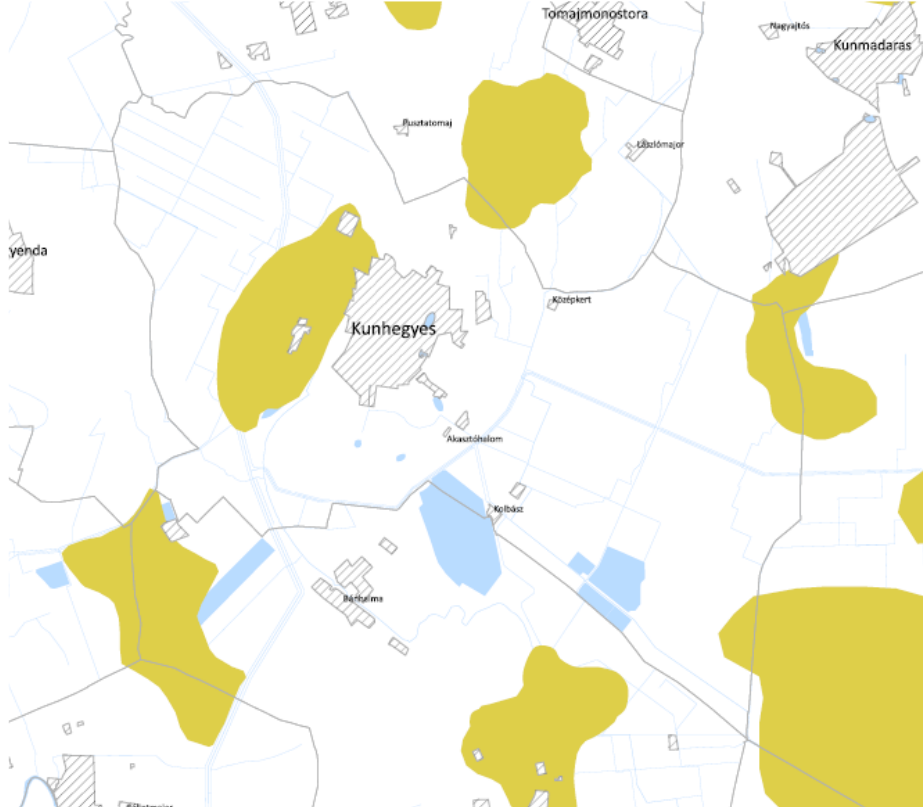 Tomajmonostora
Nagyajtós
Kunmadaras
Pusztatomaj
Lászlómajor
yenda
Középkert
Kunhegyes
Akasztóhalom
Kolbász
Bánhalma